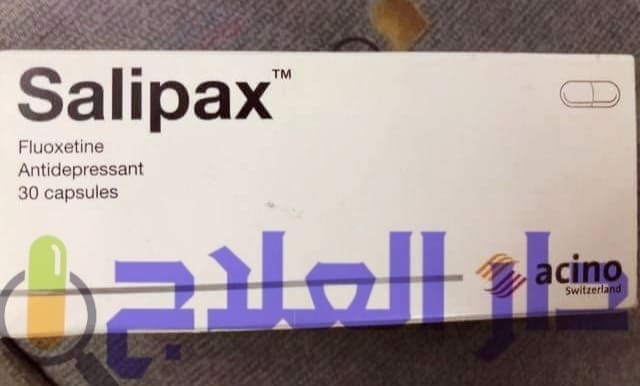 Salipax™
Fluoxetine
Antidepressant
30 capsules
acino
Switzerland
دار العلاج